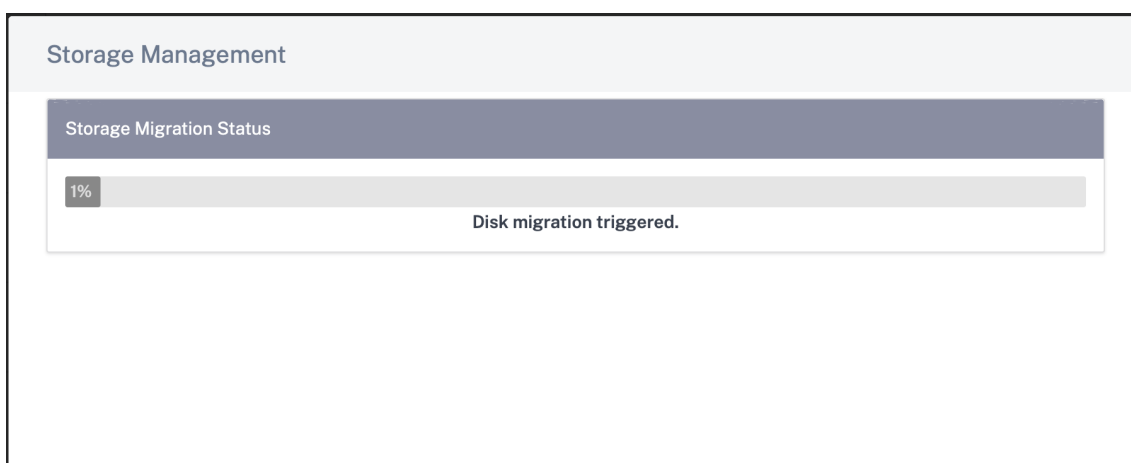 Storage Management
Storage Migration Status
1%
Disk migration triggered.